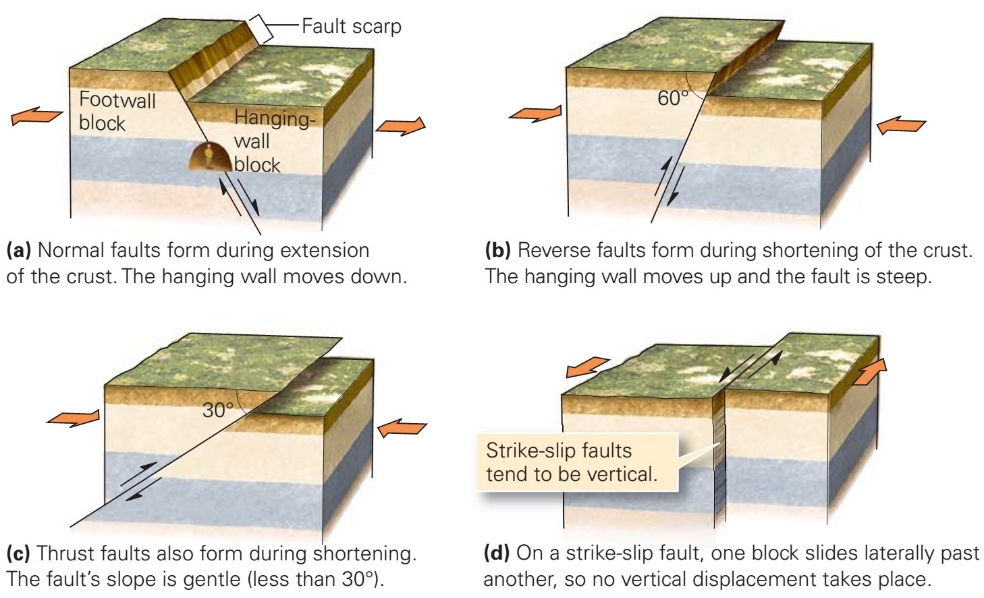 Fault scarp
Footwall
block
Hanging-
wall
block
(a) Normal faults form during extension
of the crust. The hanging wall moves down.
60°
(b) Reverse faults form during shortening of the crust.
The hanging wall moves up and the fault is steep.
30°
(c) Thrust faults also form during shortening.
The fault’s slope is gentle (less than 30°).
Strike-slip faults
tend to be vertical.
(d) On a strike-slip fault, one block slides laterally past
another, so no vertical displacement takes place.